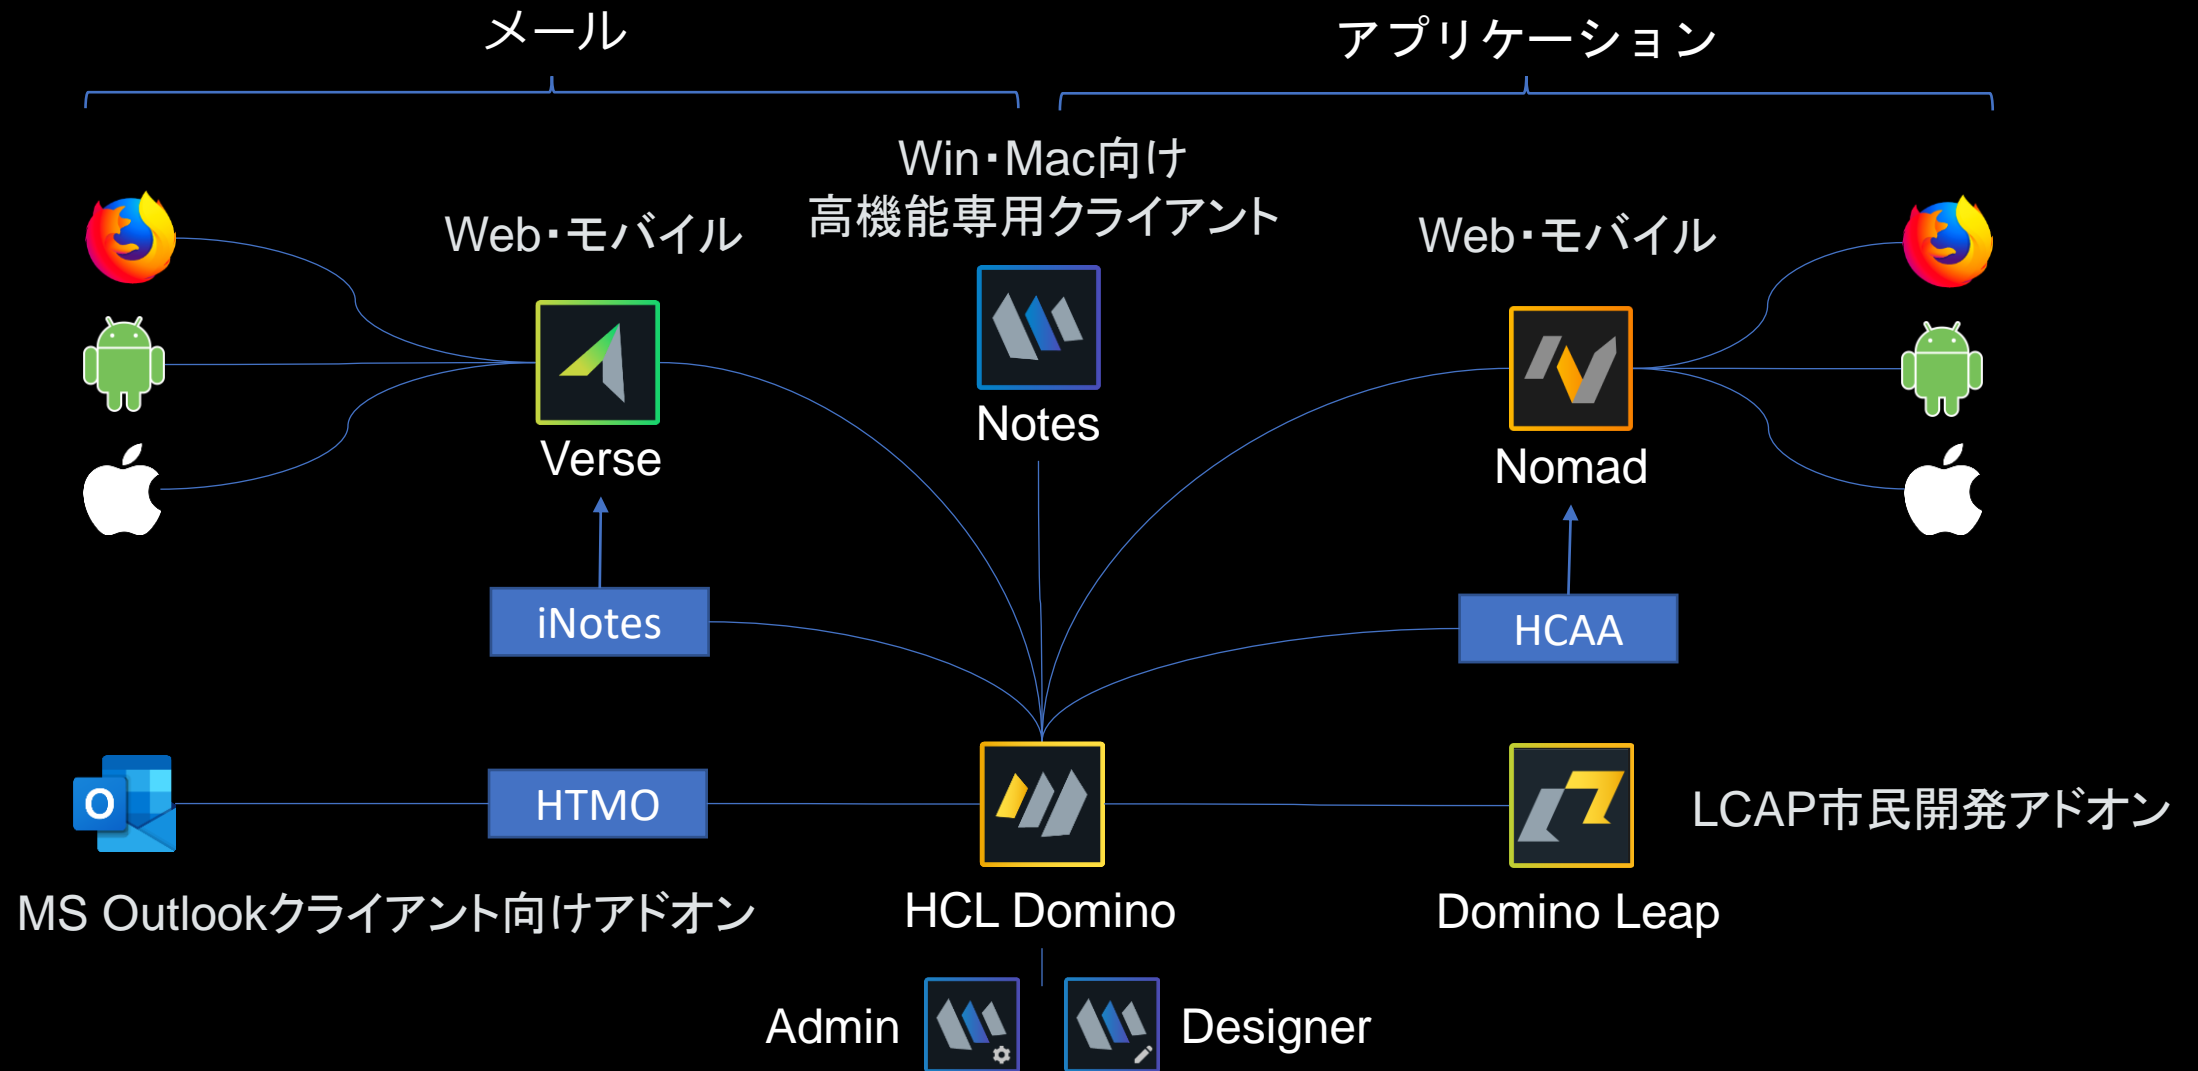 メール
アプリケーション
Win・Mac向け
高機能専用クライアント
Web・モバイル
Web・モバイル
Notes
Verse
Nomad
iNotes
HCAA
O
HTMO
LCAP市民開発アドオン
MS Outlookクライアント向けアドオン
HCL Domino
Domino Leap
Admin
Designer